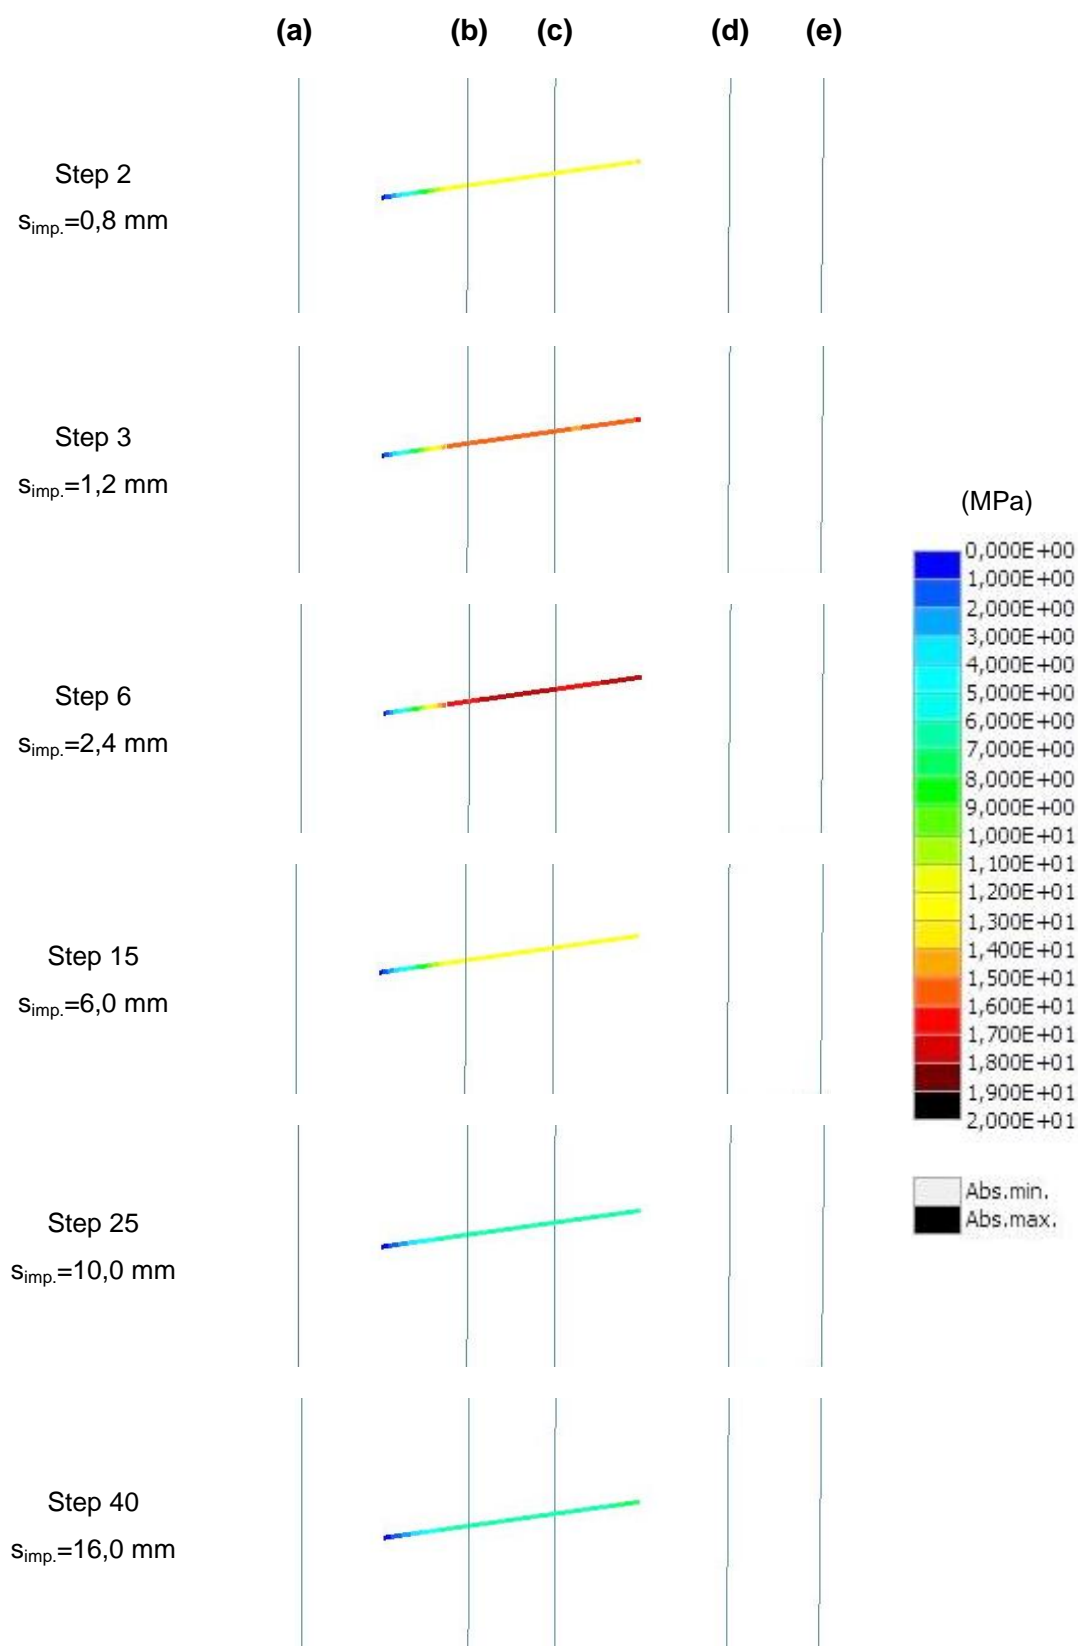 (a) (b) (c) (d) (e)
Step 2
simp.=0,8 mm
Step 3
simp.=1,2 mm
(MPa)
0,000E+00
1,000E+00
2,000E+00
3,000E+00
4,000E+00
5,000E+00
6,000E+00
7,000E+00
8,000E+00
9,000E+00
1,000E+01
1,100E+01
1,200E+01
1,300E+01
1,400E+01
1,500E+01
1,600E+01
1,700E+01
1,800E+01
1,900E+01
2,000E+01
Abs.min.
Abs.max.
Step 6
simp.=2,4 mm
Step 15
simp.=6,0 mm
Step 25
simp.=10,0 mm
Step 40
simp.=16,0 mm